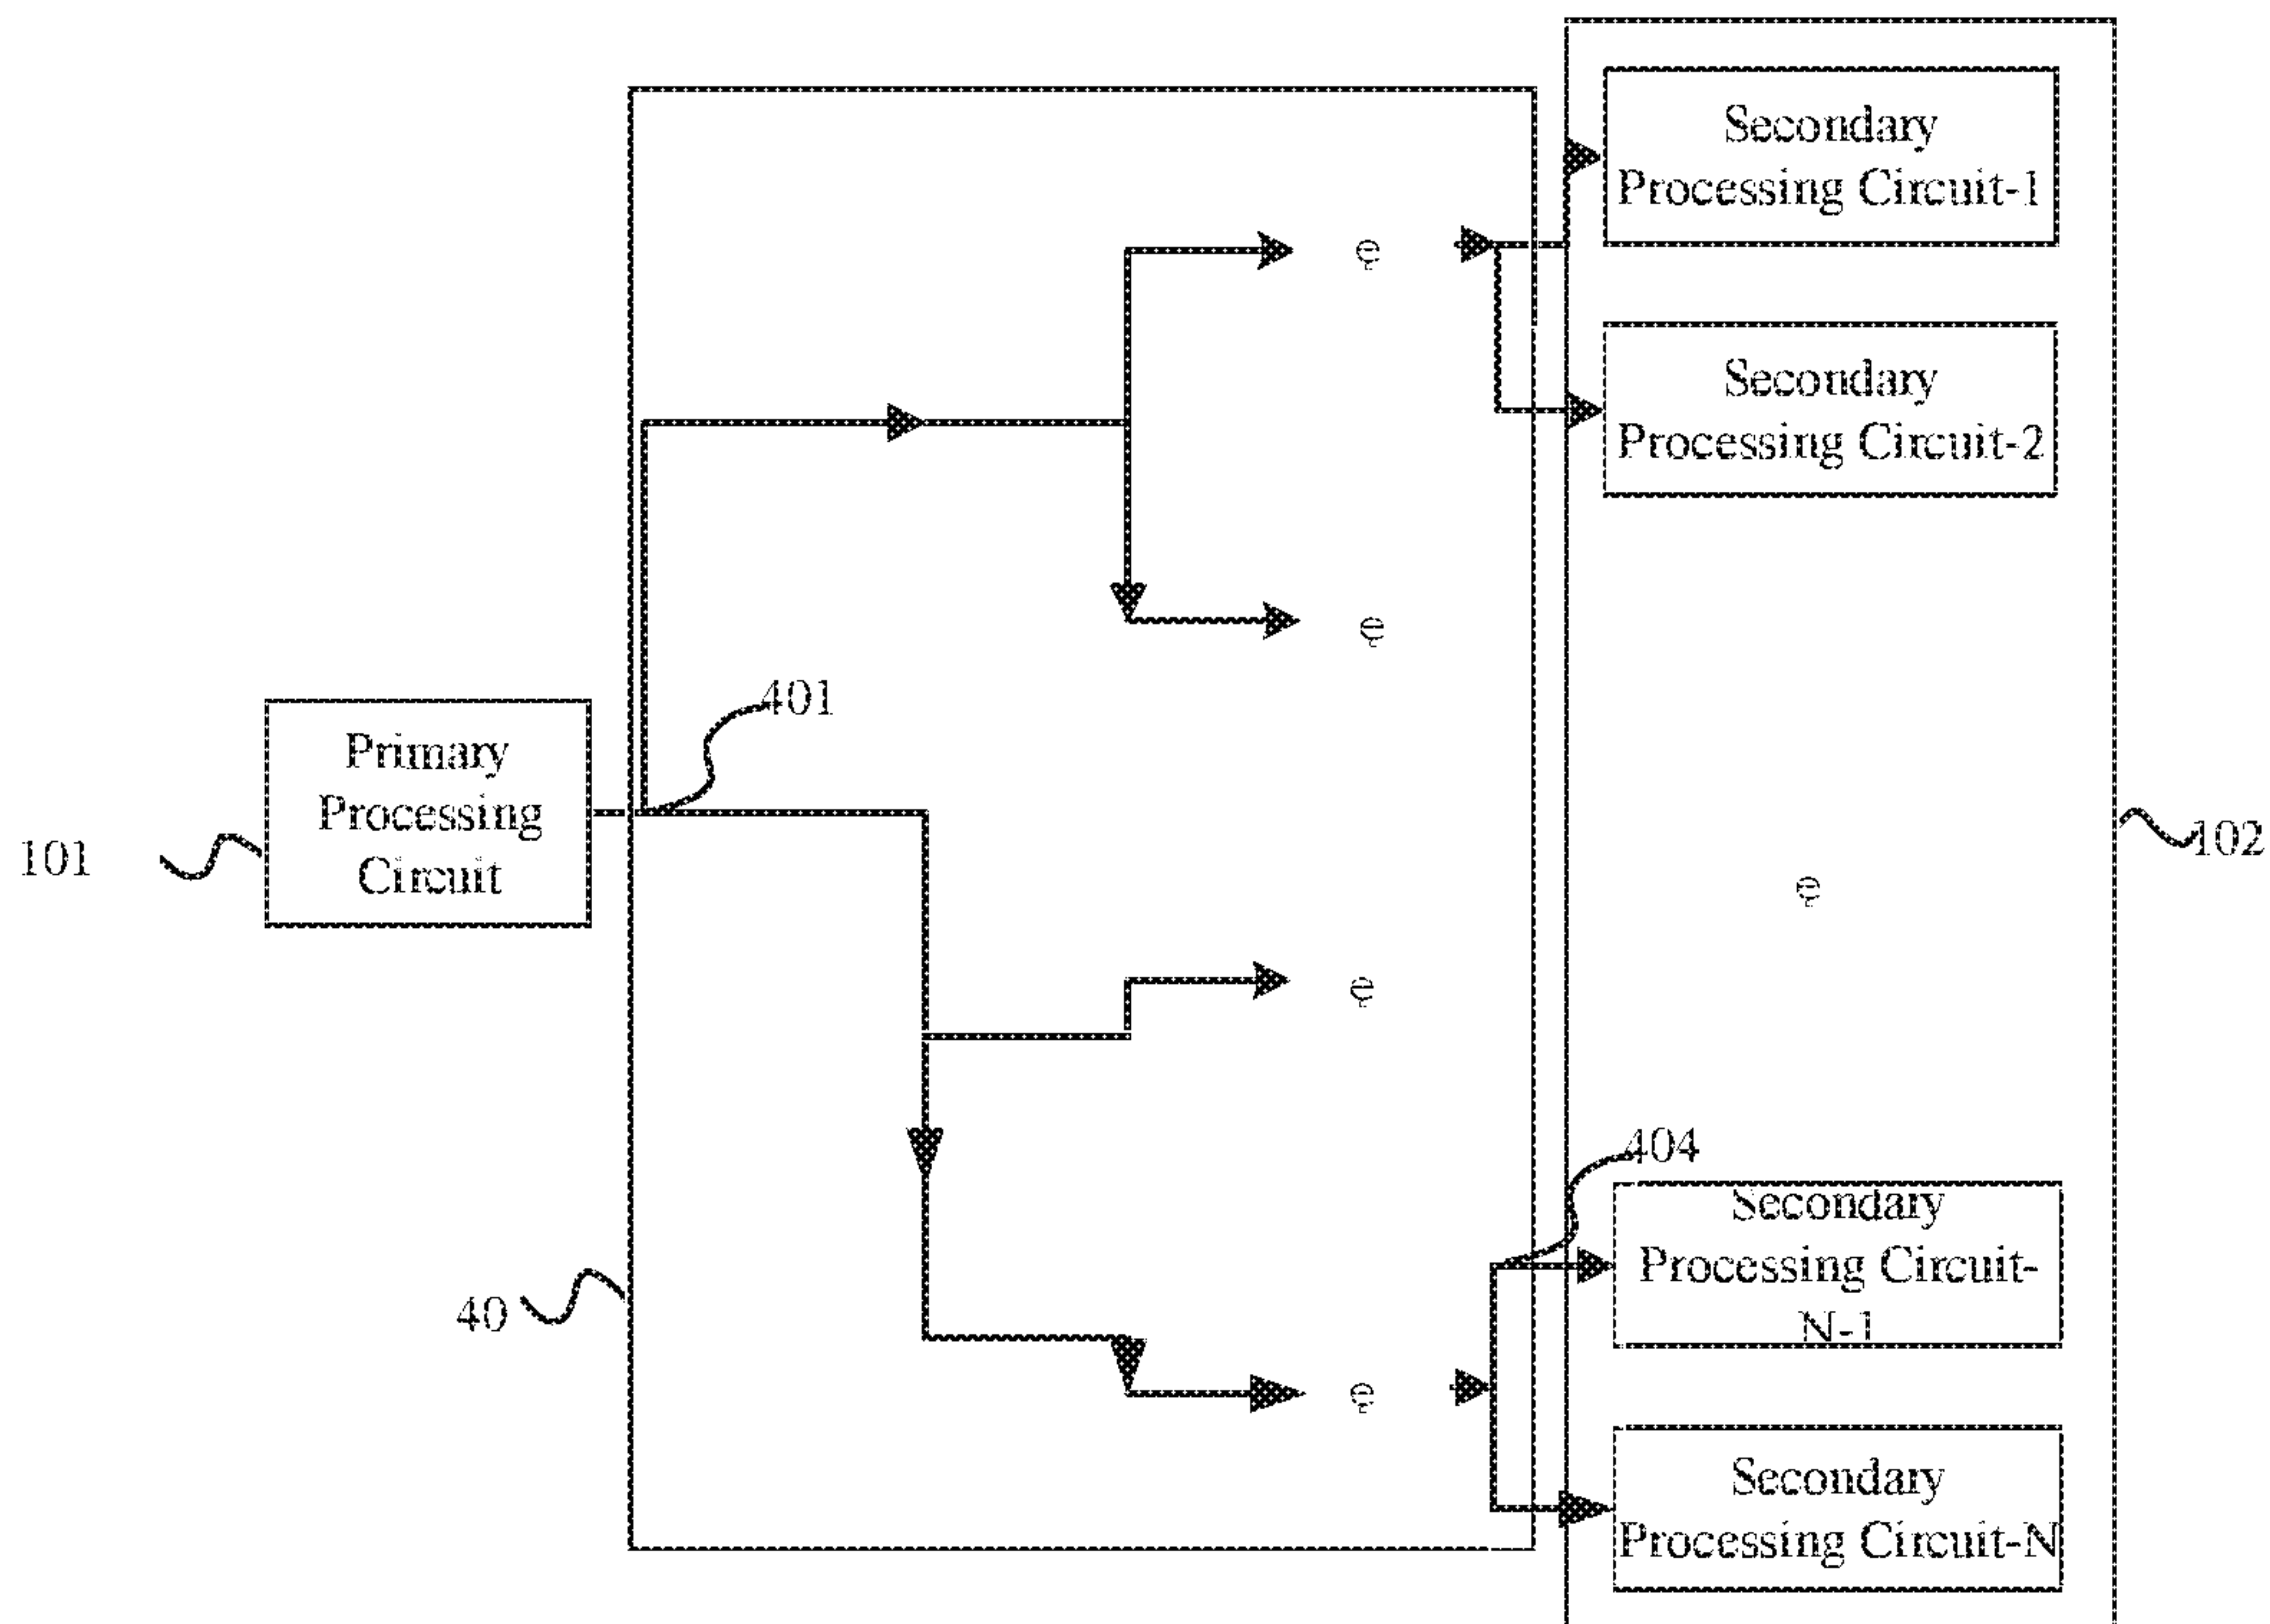 Secondary
Processing Circuit-1
Secondary
Processing Circuit-2
401
Primary
Processing
Circuit
101
102
404
Secondary
Processing Circuit-
N-1
40
Secondary
Processing Circuit-N